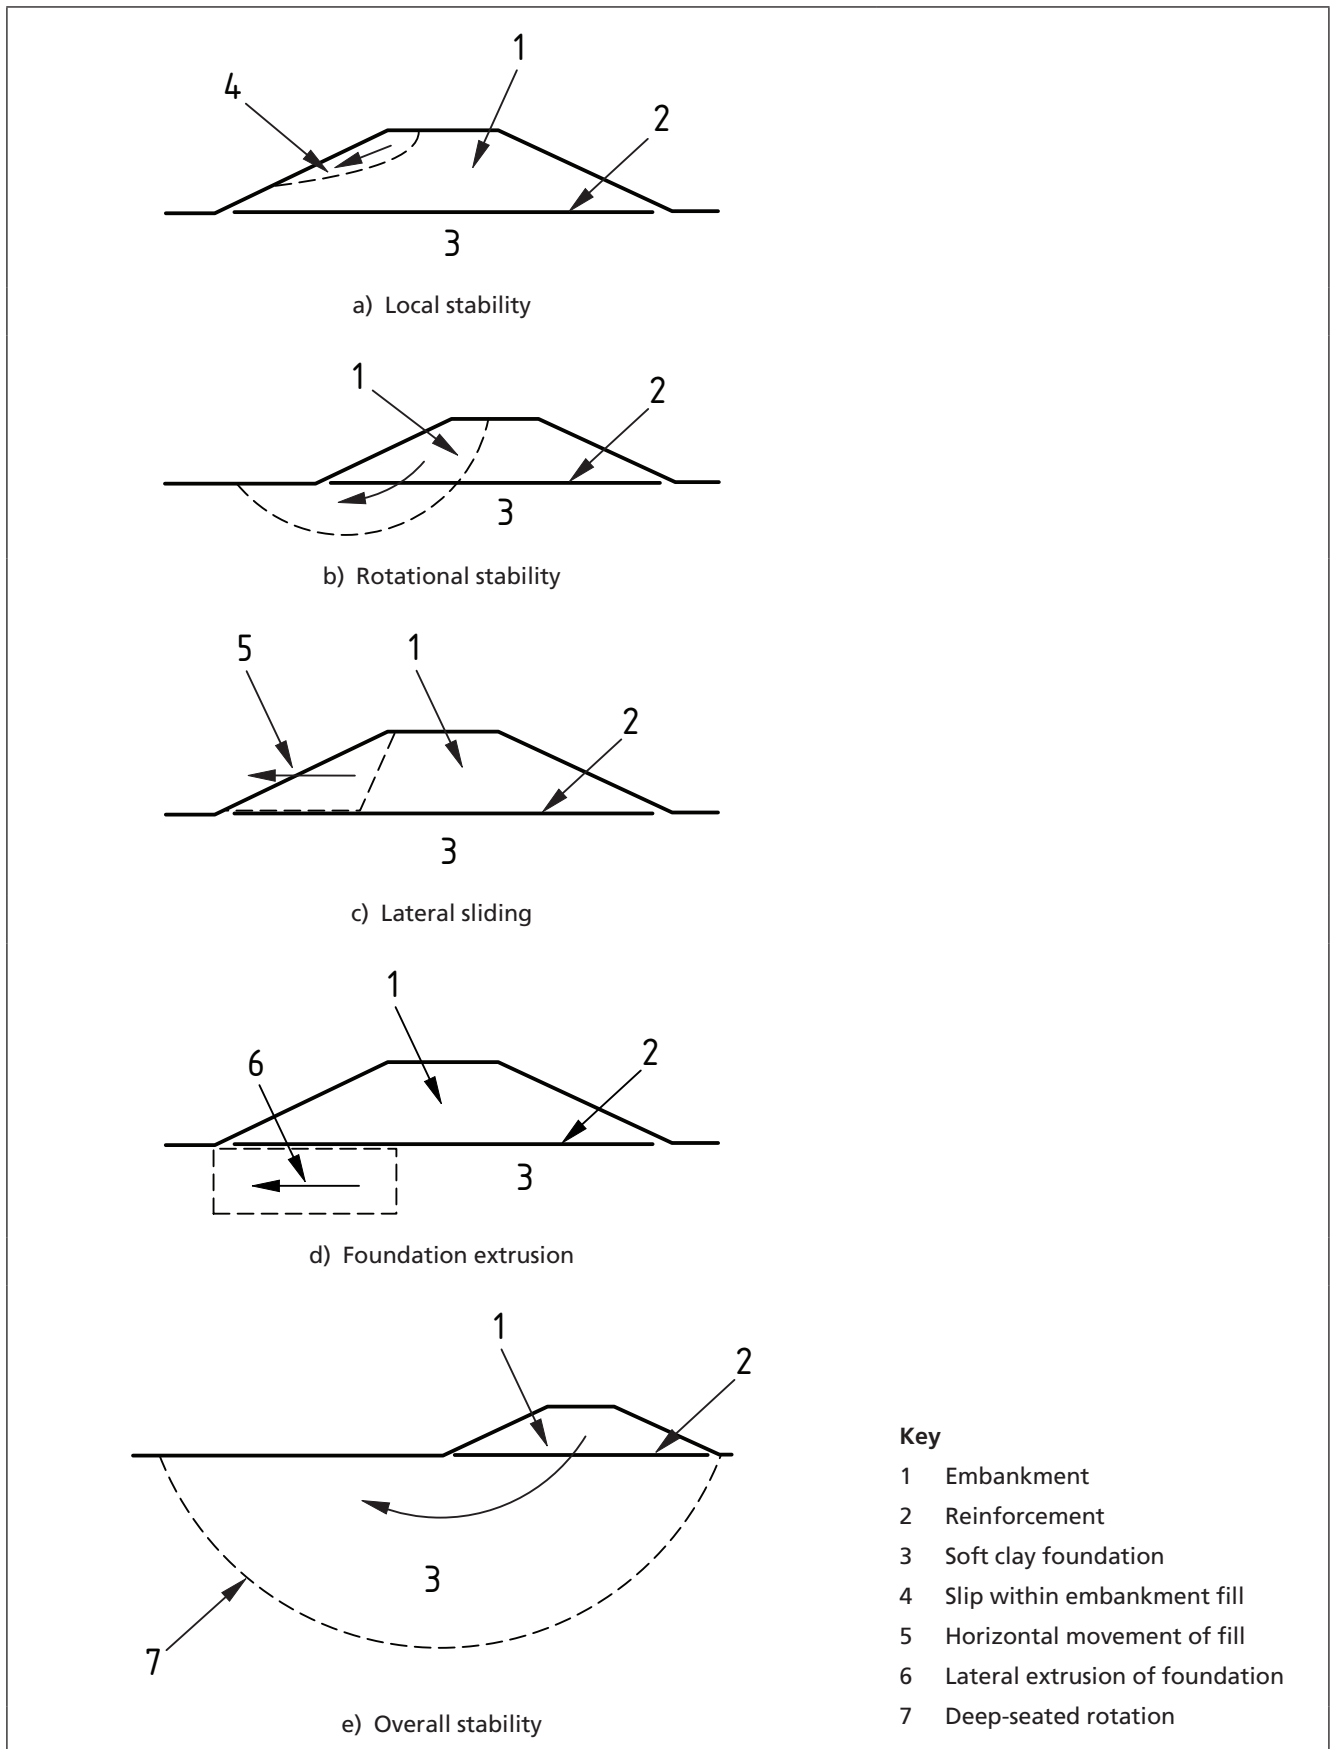 1
4
2
3
a) Local stability
1
2
3
b) Rotational stability
5
1
2
3
c) Lateral sliding
1
6
2
3
d) Foundation extrusion
1
2
3
7
e) Overall stability
Key
1 Embankment
2 Reinforcement
3 Soft clay foundation
4 Slip within embankment fill
5 Horizontal movement of fill
6 Lateral extrusion of foundation
7 Deep-seated rotation